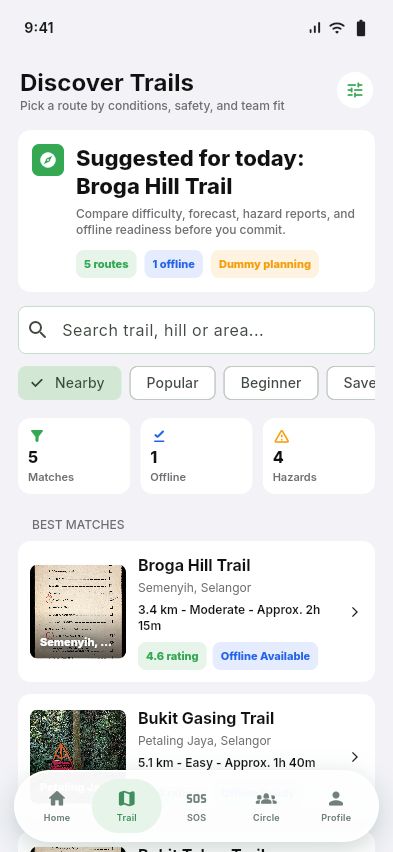 9:41
Discover Trails
Pick a route by conditions, safety, and team fit
Suggested for today:
Broga Hill Trail
Compare difficulty, forecast, hazard reports, and
offline readiness before you commit.
5 routes
1 offline
Dummy planning
Search trail, hill or area...
Nearby
Popular
Beginner
Save
5
Matches
1
Offline
4
Hazards
BEST MATCHES
Broga Hill Trail
Semenyih, Selangor
3.4 km - Moderate - Approx. 2h
15m
Semenyih, ...
4.6 rating
Offline Available
Bukit Gasing Trail
Petaling Jaya, Selangor
5.1 km - Easy - Approx. 1h 40m
Home
Trail
SOS
SOS
Circle
Profile